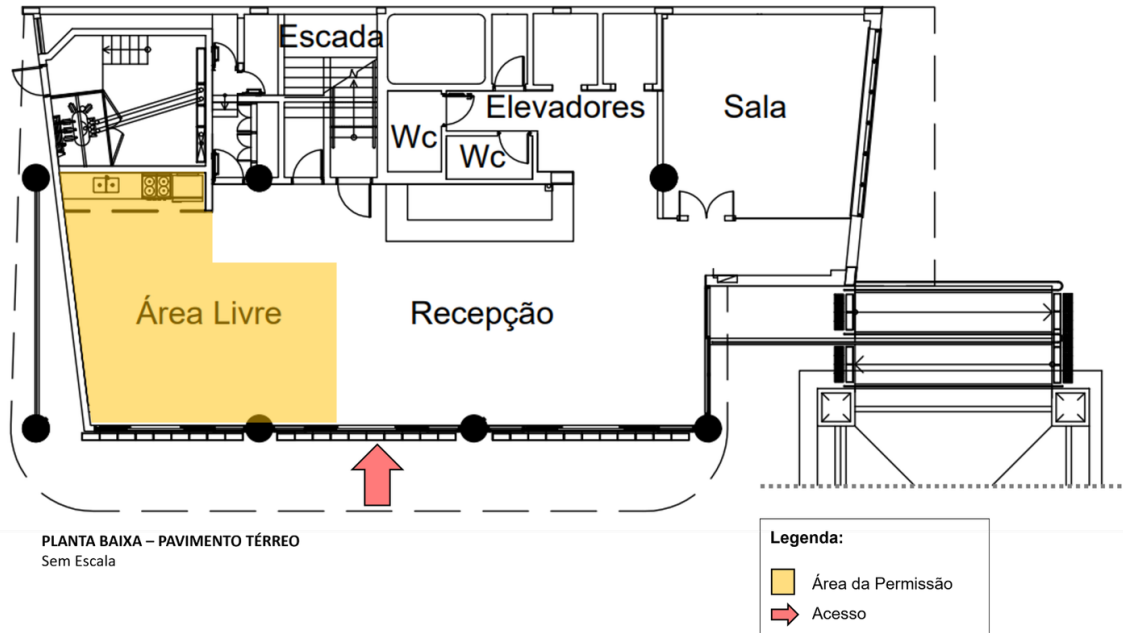 Escada
Elevadores
Sala
Wc
Wc
Área Livre
Recepção
PLANTA BAIXA – PAVIMENTO TÉRREO
Sem Escala
Legenda:
Área da Permissão
Acesso